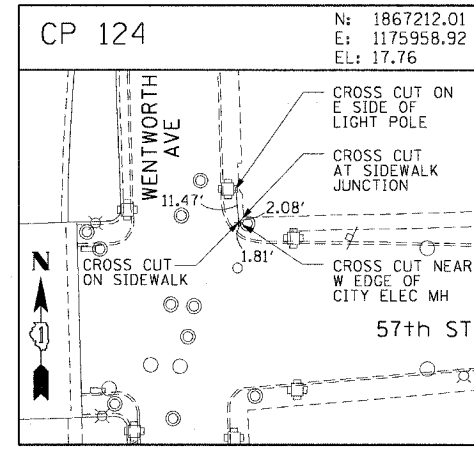 CP 124
N: 1867212.01
E: 1175958.92
EL: 17.76
WENTWORTH
AVE
CROSS CUT ON
E SIDE OF
LIGHT POLE
CROSS CUT
AT SIDEWALK
JUNCTION
11.47'
2.08'
1.81'
CROSS CUT
ON SIDEWALK
CROSS CUT NEAR
W EDGE OF
CITY ELEC MH
N
57th ST